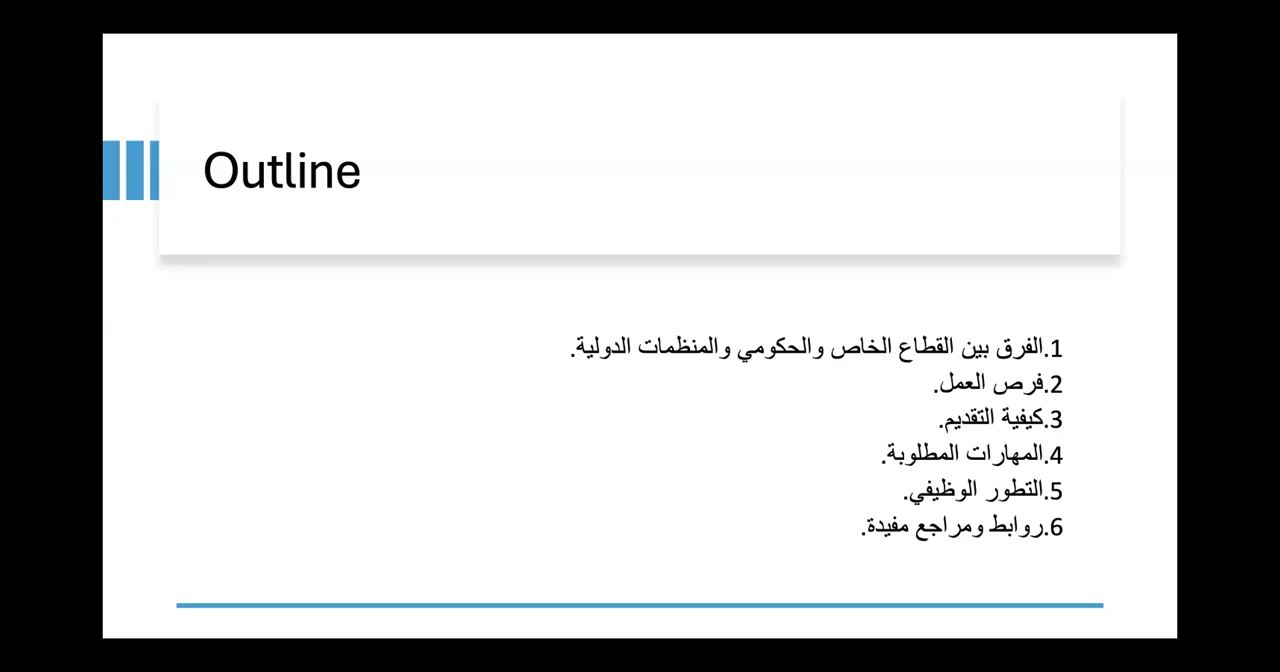 Outline
1.الفرق بين القطاع الخاص والحكومي والمنظمات الدولية.
2.فرص العمل.
3.كيفية التقديم.
4.المهارات المطلوبة.
5.التطور الوظيفي.
6.روابط ومراجع مفيدة.